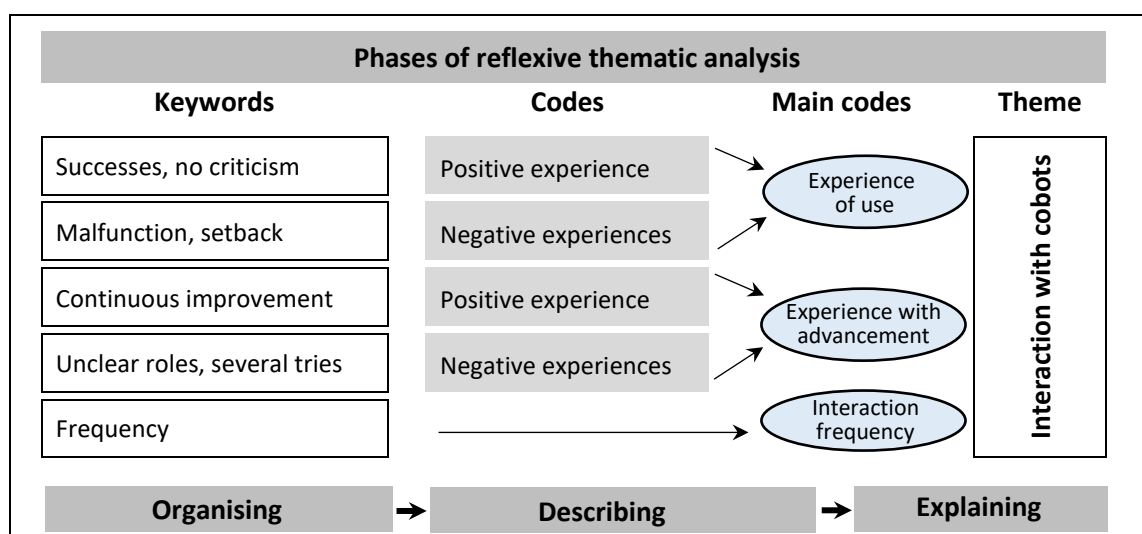 Phases of reflexive thematic analysis
Keywords
Codes
Main codes
Theme
Successes, no criticism
Positive experience
Experience
of use
Malfunction, setback
Negative experiences
Continuous improvement
Positive experience
Experience with
advancement
Unclear roles, several tries
Negative experiences
Frequency
Interaction
frequency
Interaction with cobots
Organising
Describing
Explaining